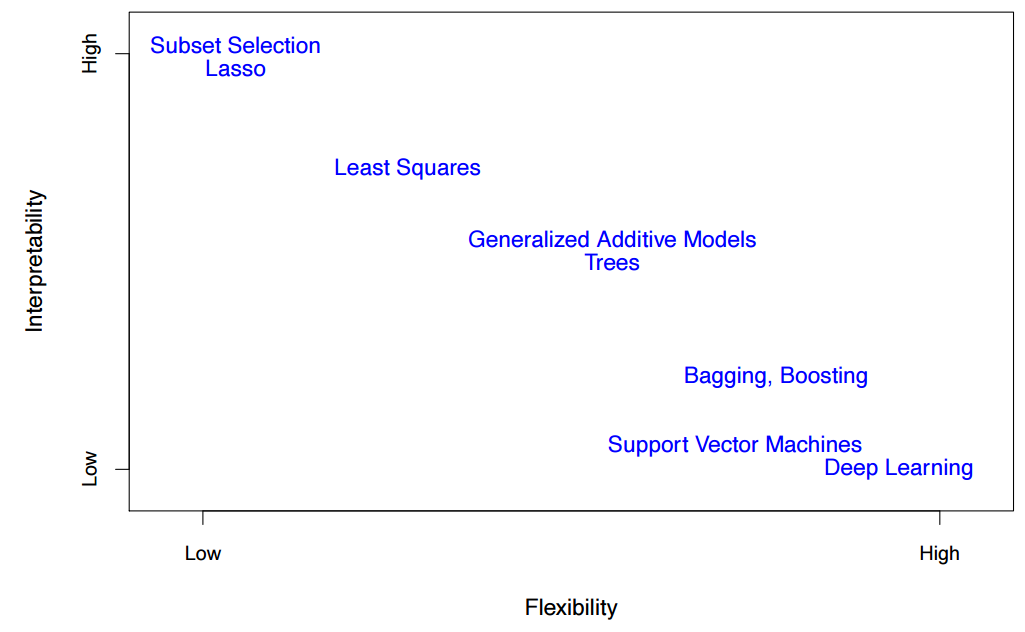 High
Subset Selection
Lasso
Least Squares
Interpretability
Generalized Additive Models
Trees
Bagging, Boosting
Support Vector Machines
Low
Deep Learning
Low
High
Flexibility